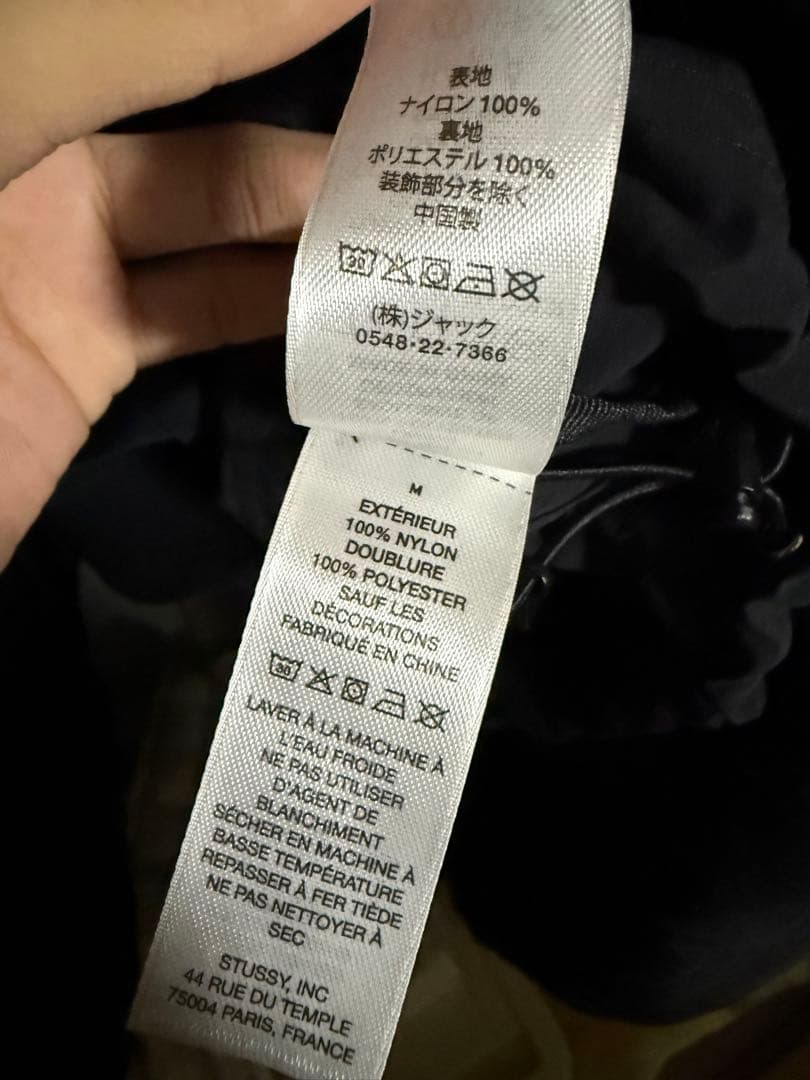 表地
ナイロン 100%
裏地
ポリエステル 100%
装飾部分を除く
中国製
30
(株)ジャック
0548･22･7366
M
EXTÉRIEUR
100% NYLON
DOUBLURE
100% POLYESTER
SAUF LES
DÉCORATIONS
FABRIQUÉ EN CHINE
30
LAVER À LA MACHINE À
L'EAU FROIDE
NE PAS UTILISER
D'AGENT DE
BLANCHIMENT
SÉCHER EN MACHINE À
BASSE TEMPÉRATURE
REPASSER À FER TIÈDE
NE PAS NETTOYER À
SEC
STUSSY, INC
44 RUE DU TEMPLE
75004 PARIS, FRANCE